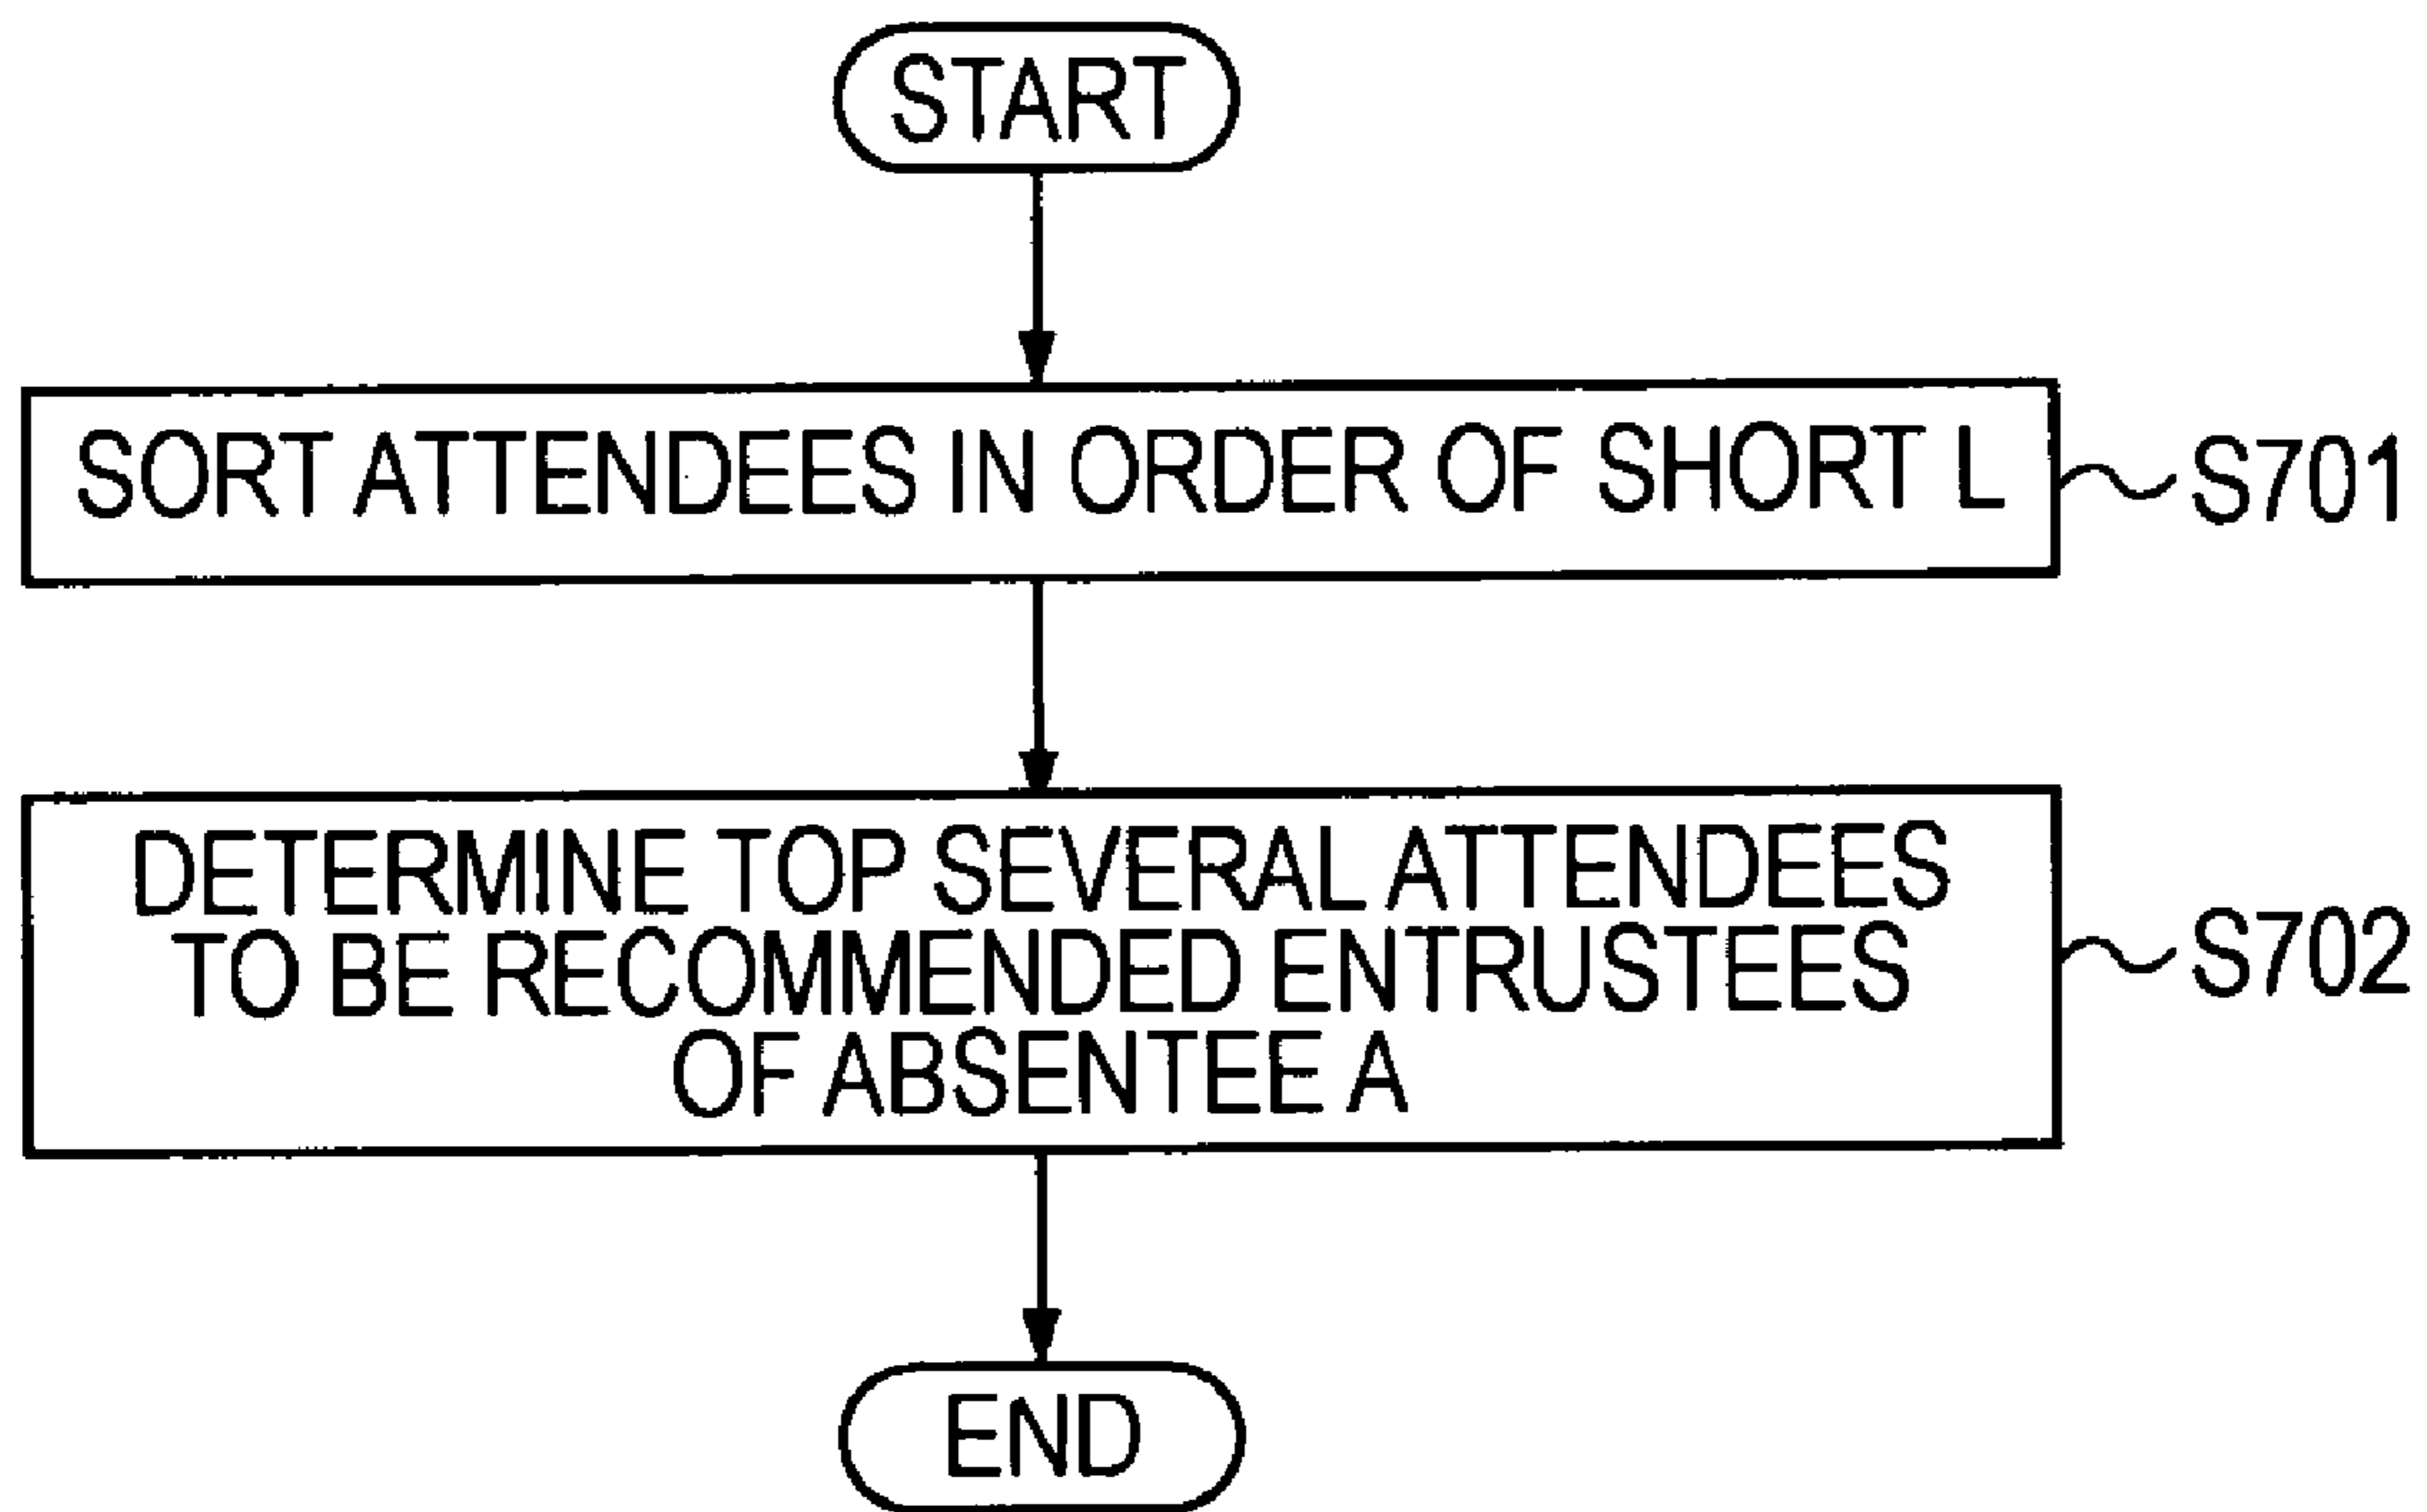 START
SORT ATTENDEES IN ORDER OF SHORT L
S701
DETERMINE TOP SEVERAL ATTENDEES
TO BE RECOMMENDED ENTRUSTEES
OF ABSENTEE A
S702
END